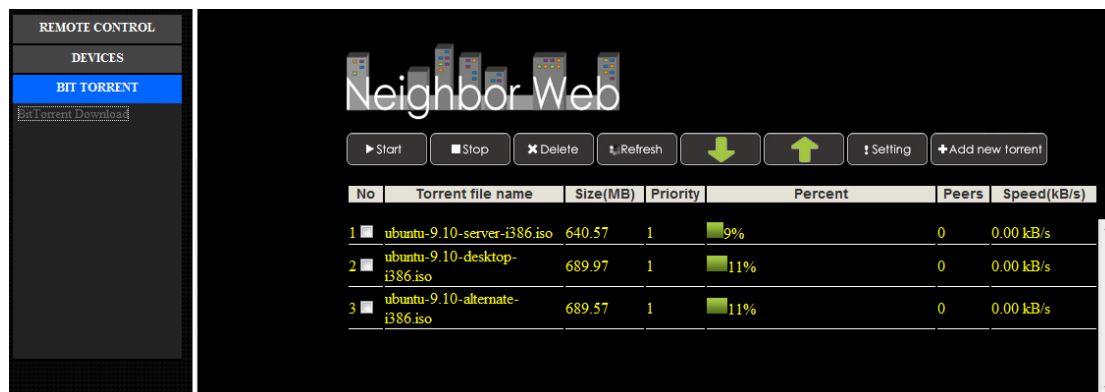 REMOTE CONTROL
DEVICES
BIT TORRENT
BitTorrent Download
Neighbor Web
Start Stop Delete Refresh Setting Add new torrent
No Torrent file name Size(MB) Priority Percent Peers Speed(kB/s)
1 ubuntu-9.10-server-i386.iso 640.57 1 9% 0 0.00 kB/s
2 ubuntu-9.10-desktop-
i386.iso 689.97 1 11% 0 0.00 kB/s
3 ubuntu-9.10-alternate-
i386.iso 689.57 1 11% 0 0.00 kB/s